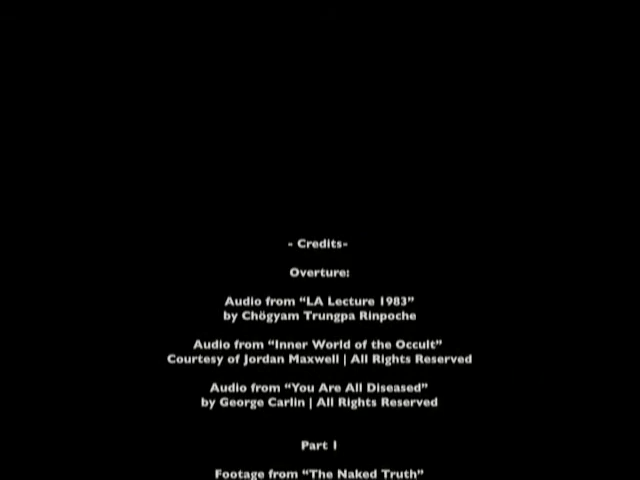 - Credits-
Overture:
Audio from “LA Lecture 1983”
by Chögyam Trungpa Rinpoche
Audio from “Inner World of the Occult”
Courtesy of Jordan Maxwell | All Rights Reserved
Audio from “You Are All Diseased”
by George Carlin | All Rights Reserved
Part I
Footage from “The Naked Truth”